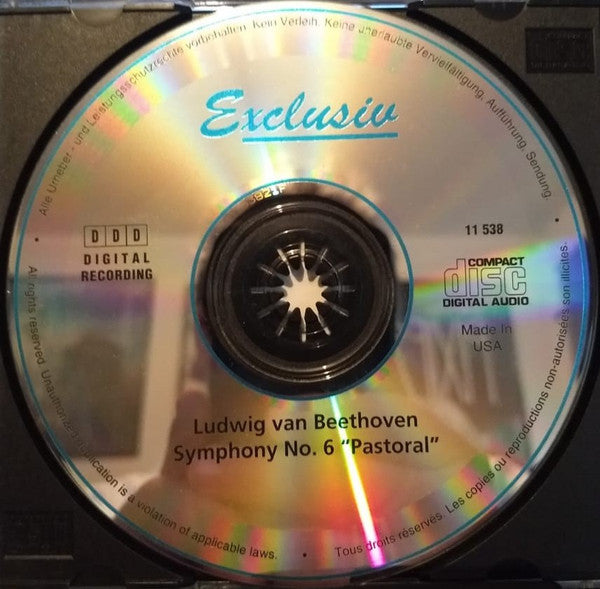 Alle Urheber - und Leistungsschutzrechte vorbehalten. Kein Verleih. Keine unerlaubte Vervielfältigung, Aufführung, Sendung.
Exclusiv
DDD
DIGITAL
RECORDING
11 538
COMPACT
disc
DIGITAL AUDIO
Made In
USA
Ludwig van Beethoven
Symphony No. 6 “Pastoral”
All rights reserved. Unauthorized duplication is a violation of applicable laws.
Tous droits réservés. Les copies ou reproductions non-autorisées son illicites.